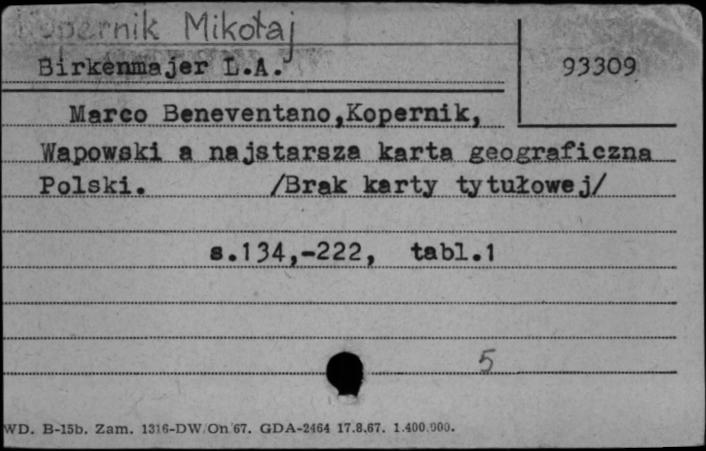 Kopernik Mikołaj
Birkenmajer L.A.
93309
Marco Beneventano,Kopernik,
Wapowski a najstarsza karta geograficzna
Polski. /Brak karty tytułowej/
s.134,-222, tabl.1
5
WD. B-15b. Zam. 1316-DW/On/67. GDA-2464 17.8.67. 1.400.000.